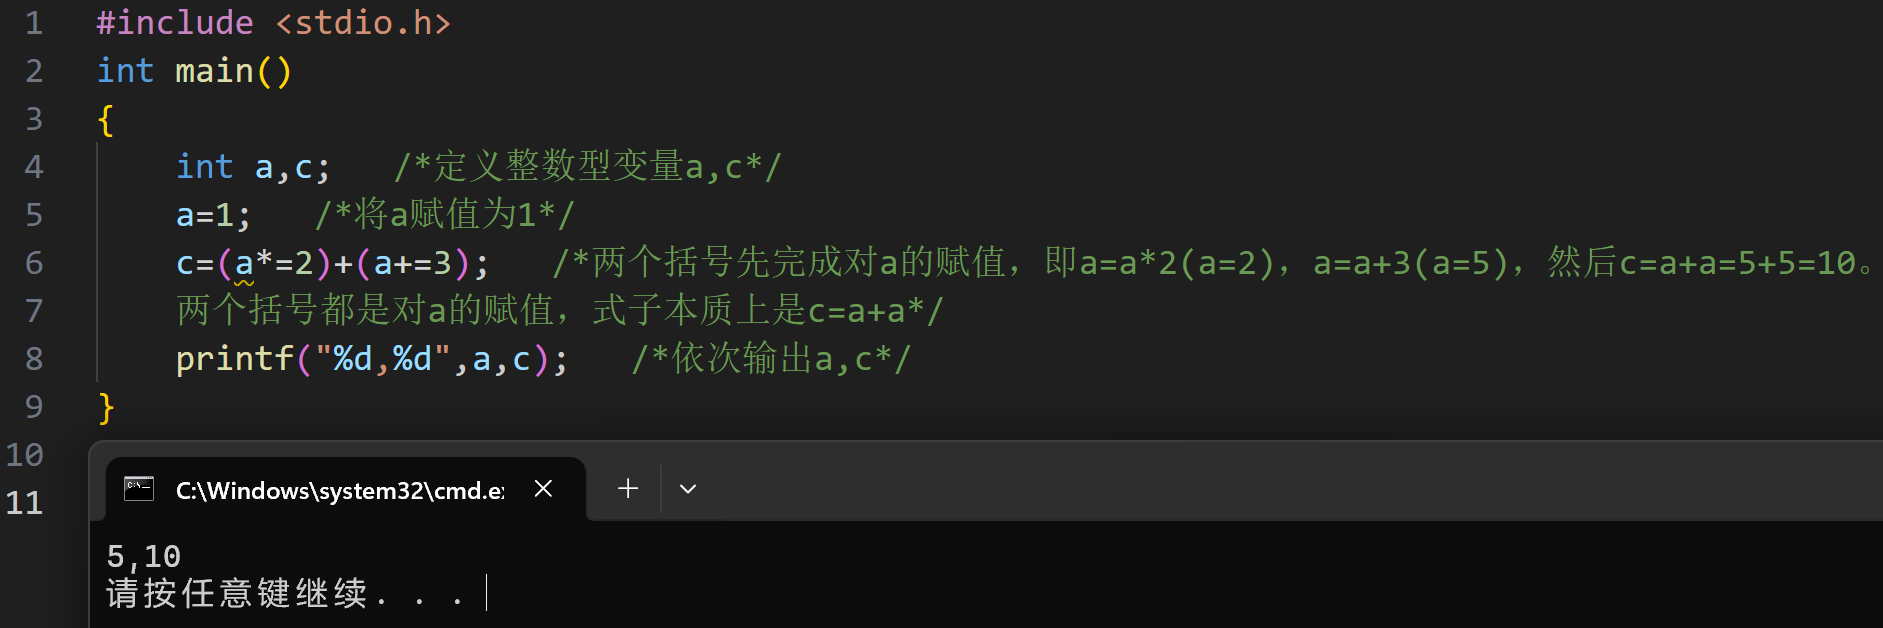 1 #include <stdio.h>
2 int main()
3 {
4 int a,c; /*定义整数型变量a,c*/
5 a=1; /*将a赋值为1*/
6 c=(a*=2)+(a+=3); /*两个括号先完成对a的赋值，即a=a*2(a=2)，a=a+3(a=5)，然后c=a+a=5+5=10。
7 两个括号都是对a的赋值，式子本质上是c=a+a*/
8 printf("%d,%d",a,c); /*依次输出a,c*/
9 }
10
11
C:\Windows\system32\cmd.e
5,10
请按任意键继续. . .